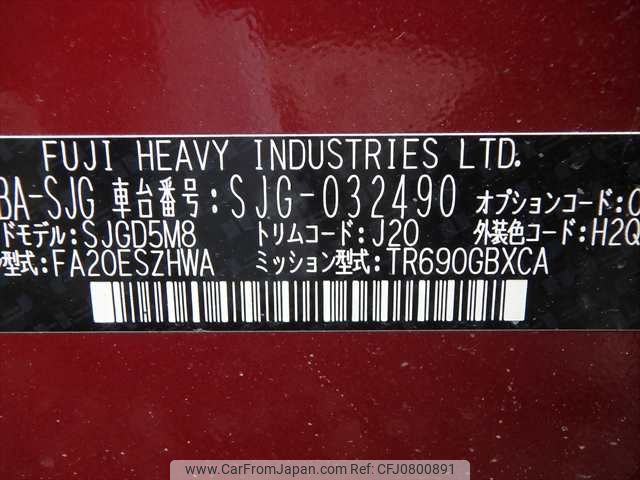 FUJI HEAVY INDUSTRIES LTD.
BA-SJG 車台番号:SJG-032490 オプションコード:
ドモデル:SJGD5M8 トリムコード:J20 外装色コード:H2Q
型式:FA20ESZHWA ミッション型式:TR690GBXCA
www.CarFromJapan.com | Photo ID: CFJ0800891